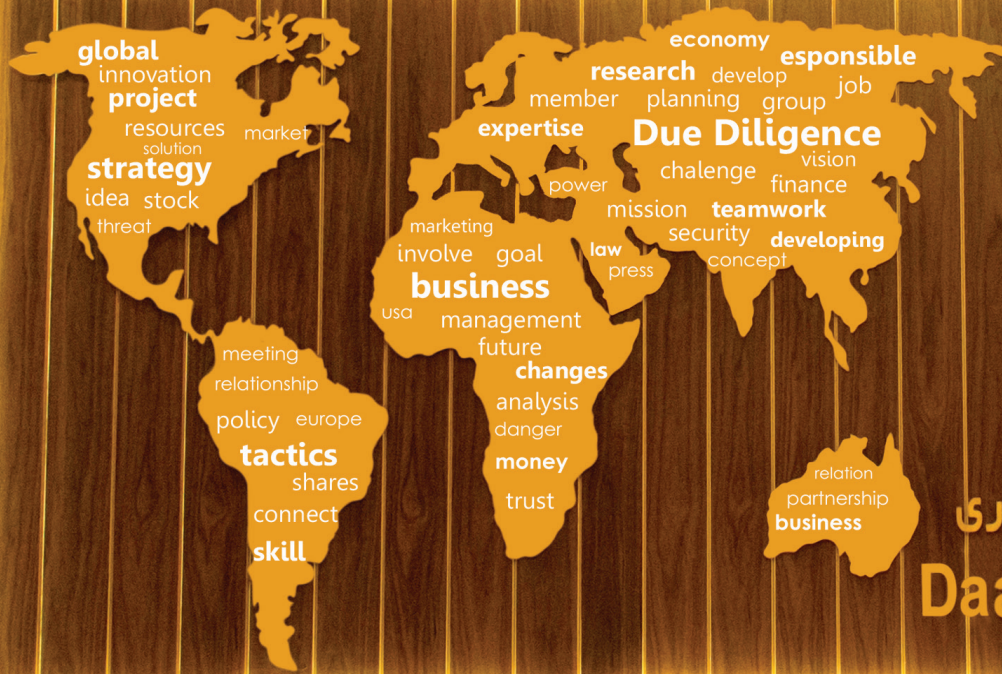 global
innovation
project
resources
market
solution
strategy
idea
stock
threat
meeting
relationship
policy
europe
tactics
shares
connect
skill
economy
esponsible
research
develop
job
member
planning
group
expertise
Due Diligence
vision
chalenge
finance
power
mission
teamwork
security
developing
concept
law
press
marketing
involve
goal
business
usa
management
future
changes
analysis
danger
money
trust
relation
partnership
business